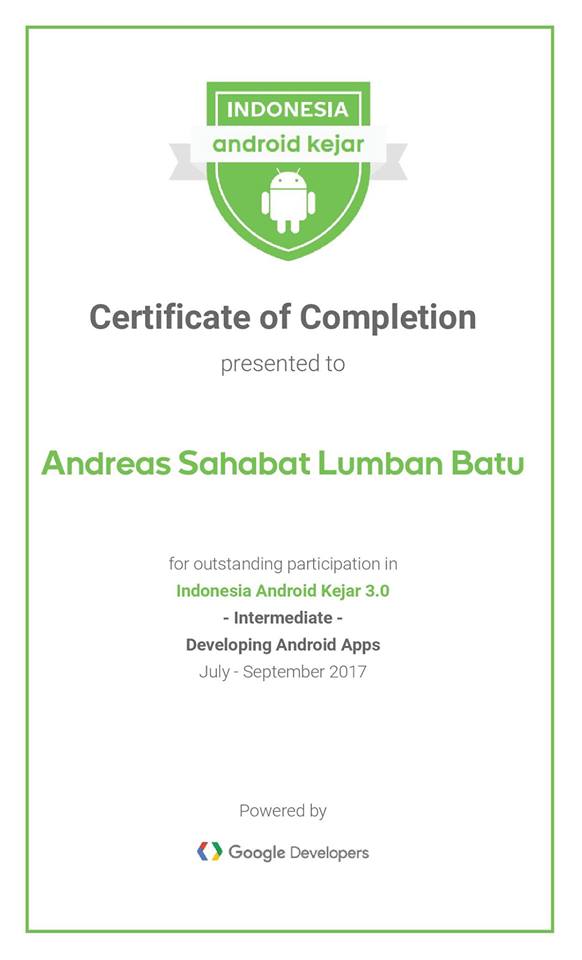 INDONESIA
android kejar
Certificate of Completion
presented to
Andreas Sahabat Lumban Batu
for outstanding participation in
Indonesia Android Kejar 3.0
- Intermediate -
Developing Android Apps
July - September 2017
Powered by
Google Developers